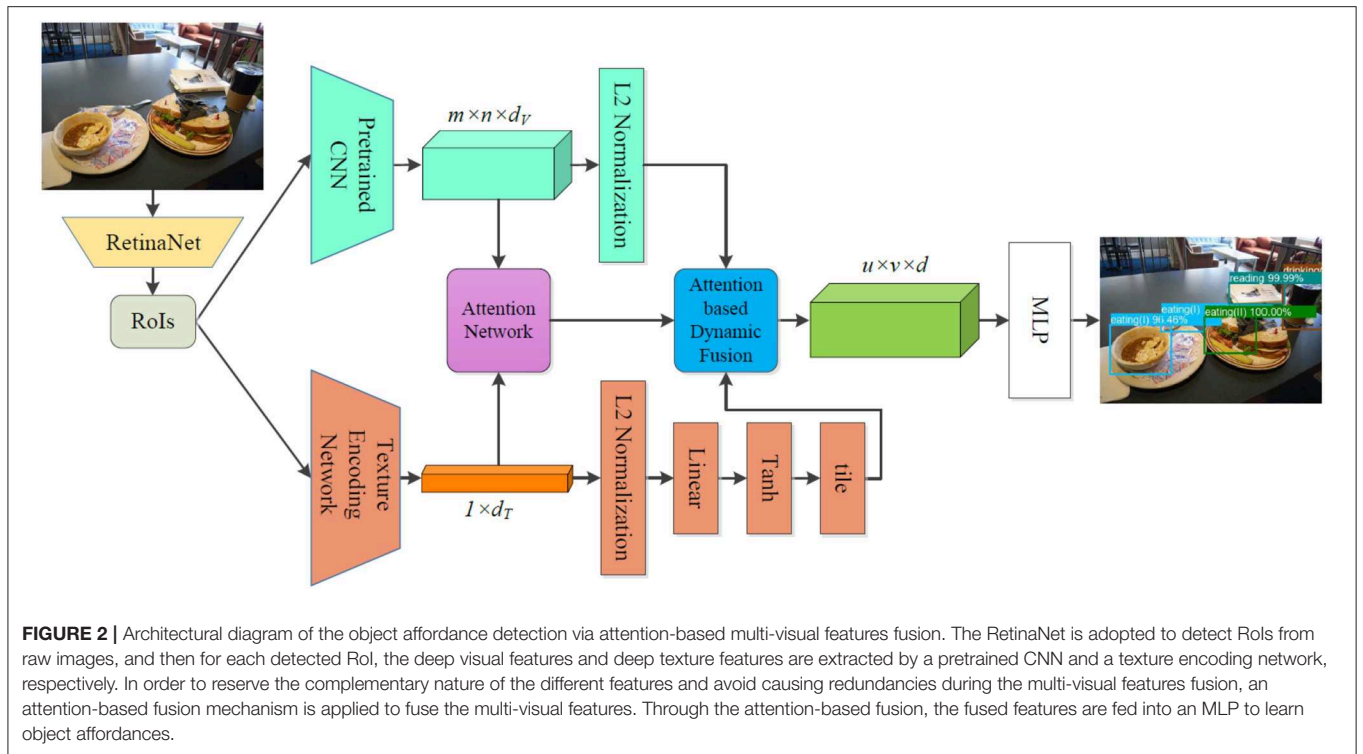 Pretrained
CNN
m×n×d_V
L2 Normalization
RetinaNet
RoIs
Attention
Network
Attention
based
Dynamic
Fusion
u×v×d
MLP
drinking(
reading 99.99%
eating(I)
eating(I) 96.46%
eating(II) 100.00%
Texture
Encoding
Network
1×d_T
L2 Normalization
Linear
Tanh
tile
FIGURE 2 | Architectural diagram of the object affordance detection via attention-based multi-visual features fusion. The RetinaNet is adopted to detect RoIs from
raw images, and then for each detected RoI, the deep visual features and deep texture features are extracted by a pretrained CNN and a texture encoding network,
respectively. In order to reserve the complementary nature of the different features and avoid causing redundancies during the multi-visual features fusion, an
attention-based fusion mechanism is applied to fuse the multi-visual features. Through the attention-based fusion, the fused features are fed into an MLP to learn
object affordances.